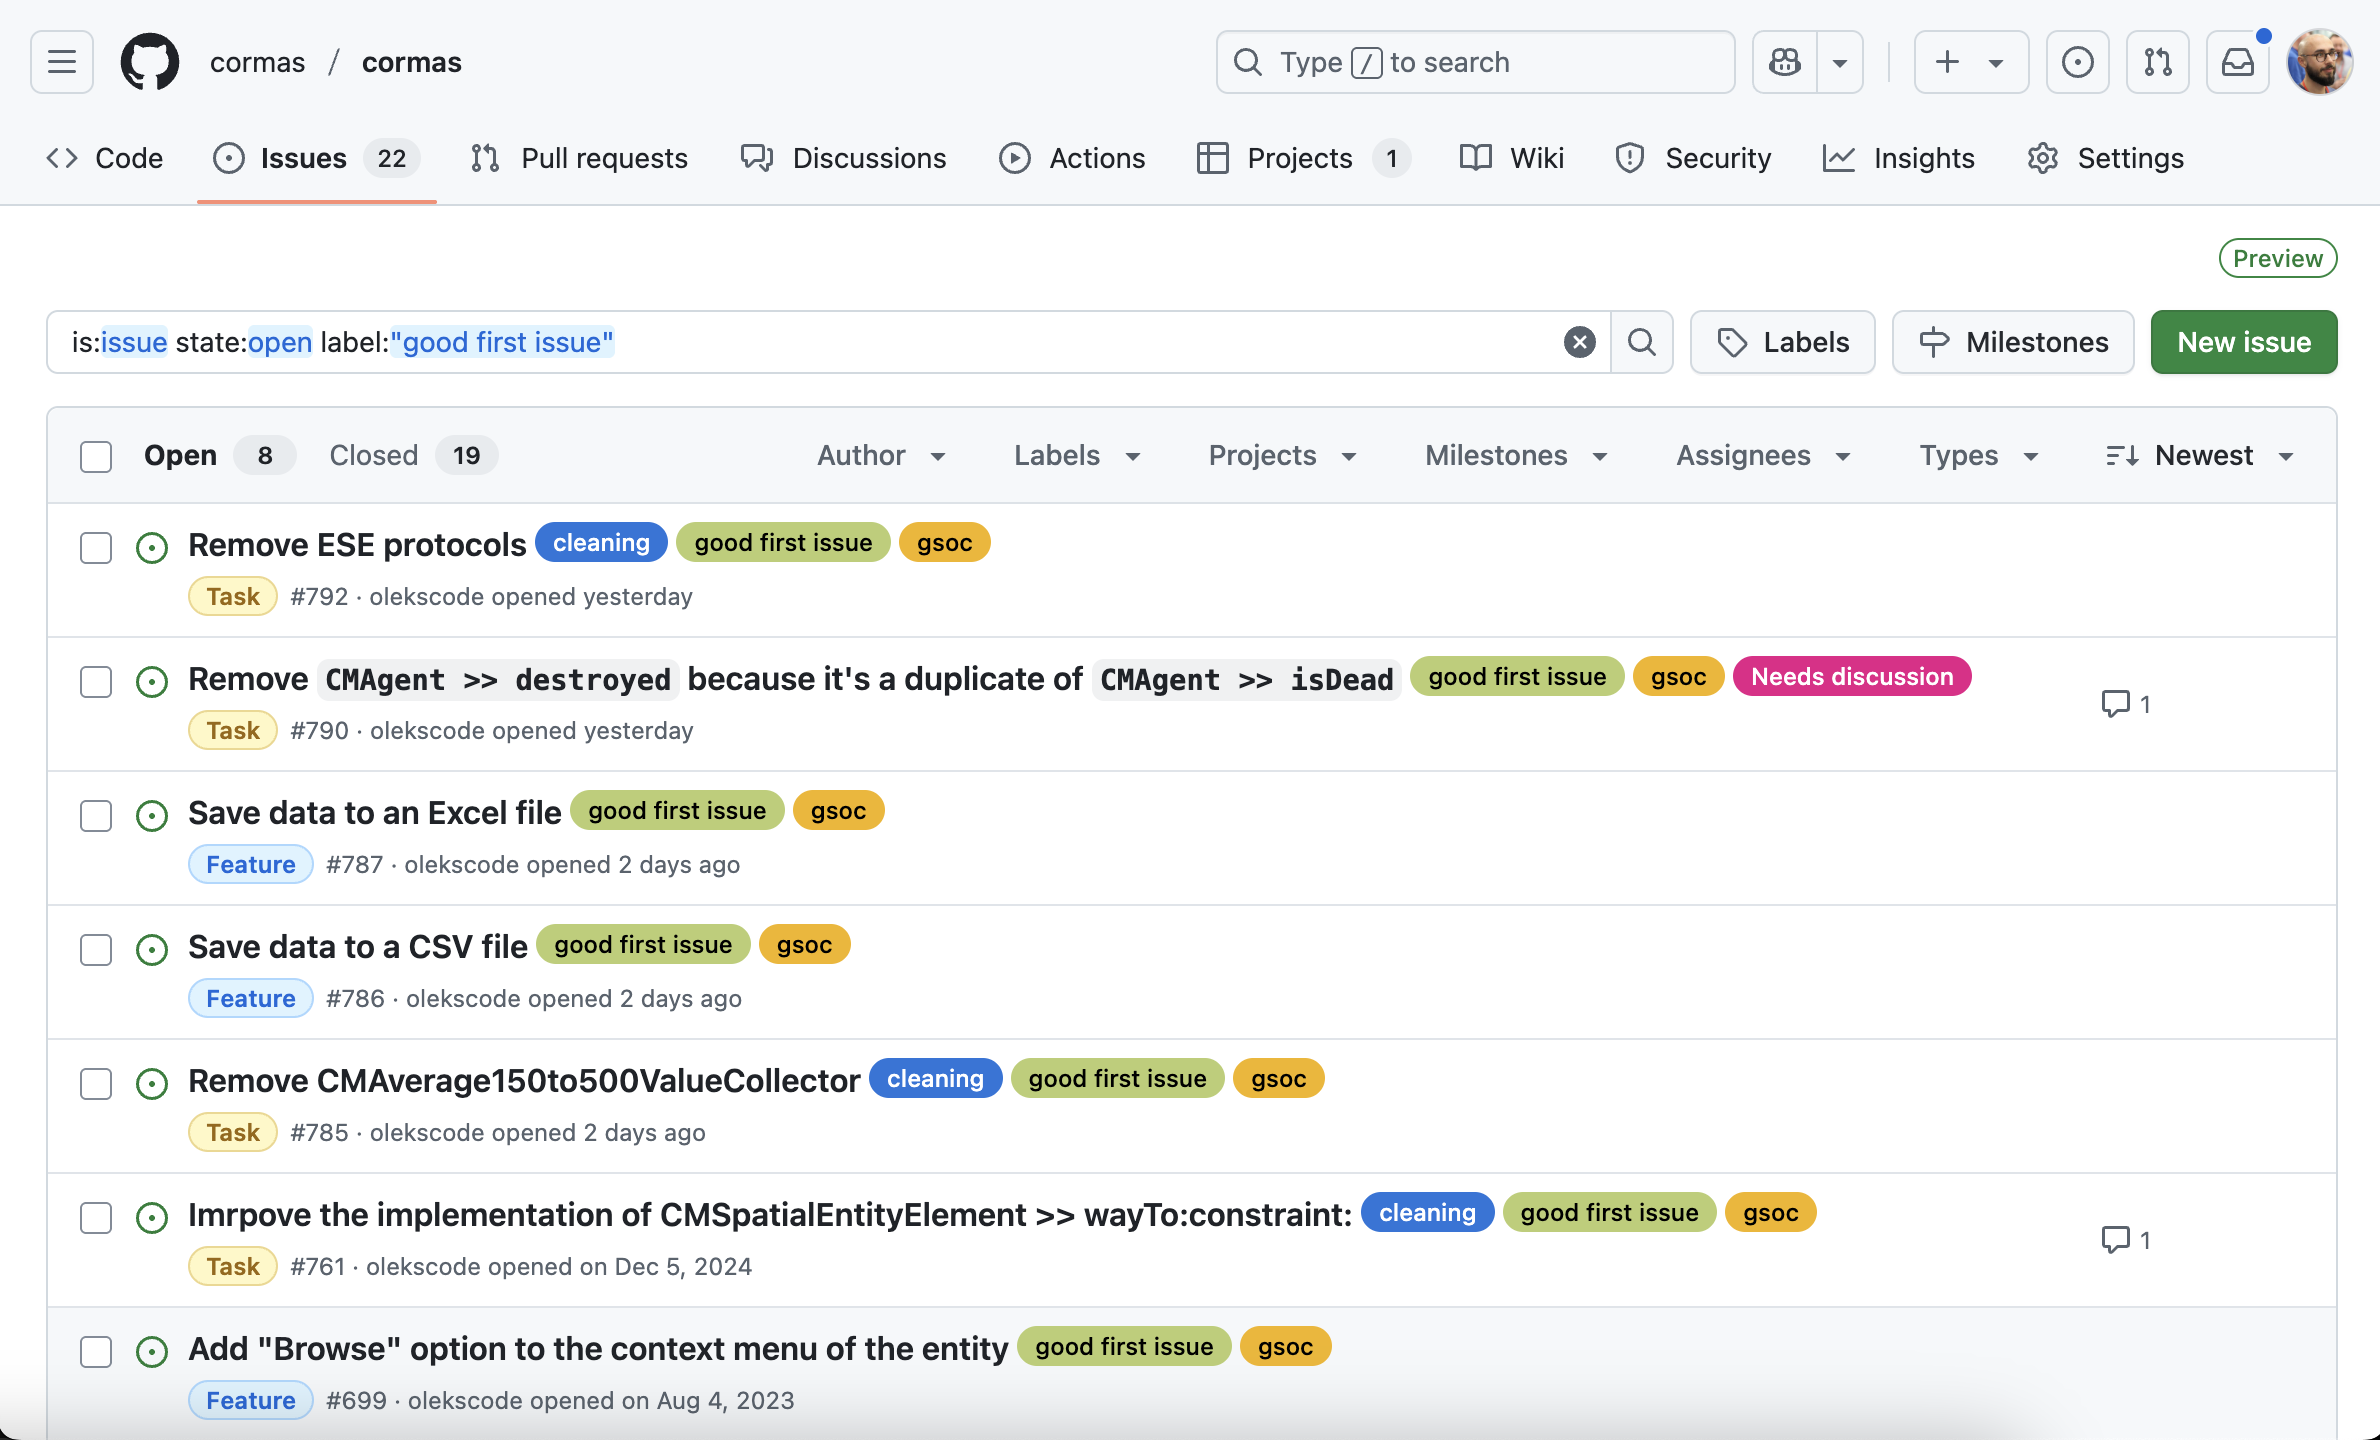 cormas / cormas
Type / to search
Code Issues 22 Pull requests Discussions Actions Projects 1 Wiki Security Insights Settings
Preview
is:issue state:open label:"good first issue"
Labels Milestones New issue
Open 8 Closed 19 Author Labels Projects Milestones Assignees Types Newest
Remove ESE protocols cleaning good first issue gsoc
Task #792 · olekscode opened yesterday
Remove CMAgent >> destroyed because it's a duplicate of CMAgent >> isDead good first issue gsoc Needs discussion
1
Task #790 · olekscode opened yesterday
Save data to an Excel file good first issue gsoc
Feature #787 · olekscode opened 2 days ago
Save data to a CSV file good first issue gsoc
Feature #786 · olekscode opened 2 days ago
Remove CMAverage150to500ValueCollector cleaning good first issue gsoc
Task #785 · olekscode opened 2 days ago
Imrpove the implementation of CMSpatialEntityElement >> wayTo:constraint: cleaning good first issue gsoc
1
Task #761 · olekscode opened on Dec 5, 2024
Add "Browse" option to the context menu of the entity good first issue gsoc
Feature #699 · olekscode opened on Aug 4, 2023